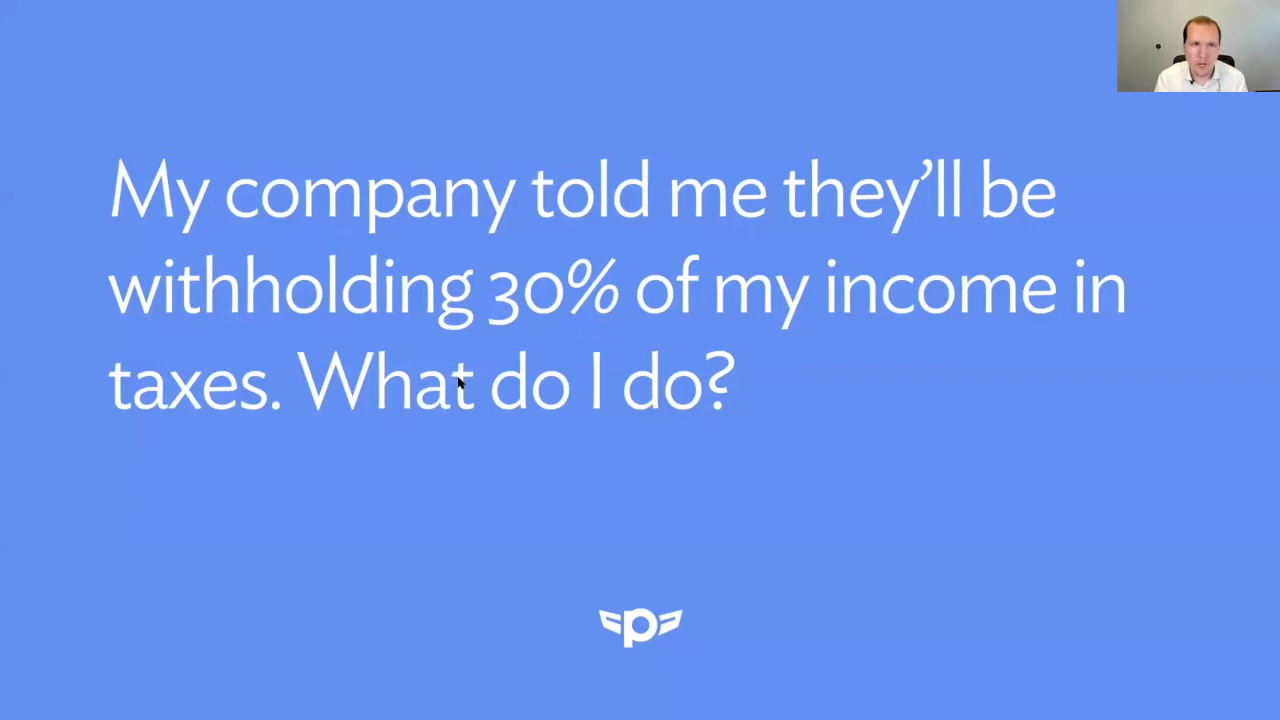 My company told me they’ll be
withholding 30% of my income in
taxes. What do I do?